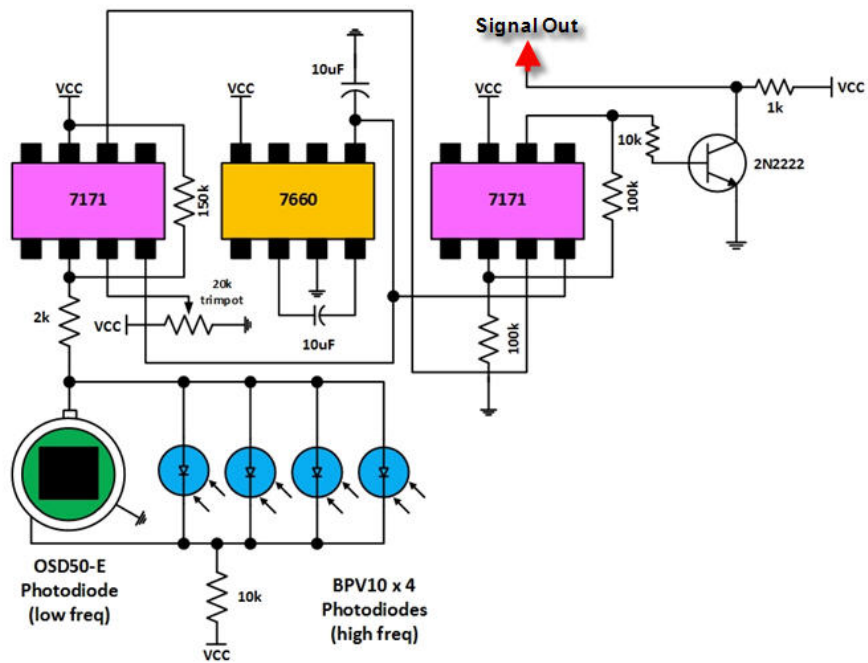 Signal Out
10uF
VCC
VCC
VCC
VCC
1k
10k
2N2222
7171
150k
7660
7171
100k
20k
trimpot
2k
VCC
10uF
100k
OSD50-E
Photodiode
(low freq)
10k
BPV10 x 4
Photodiodes
(high freq)
VCC